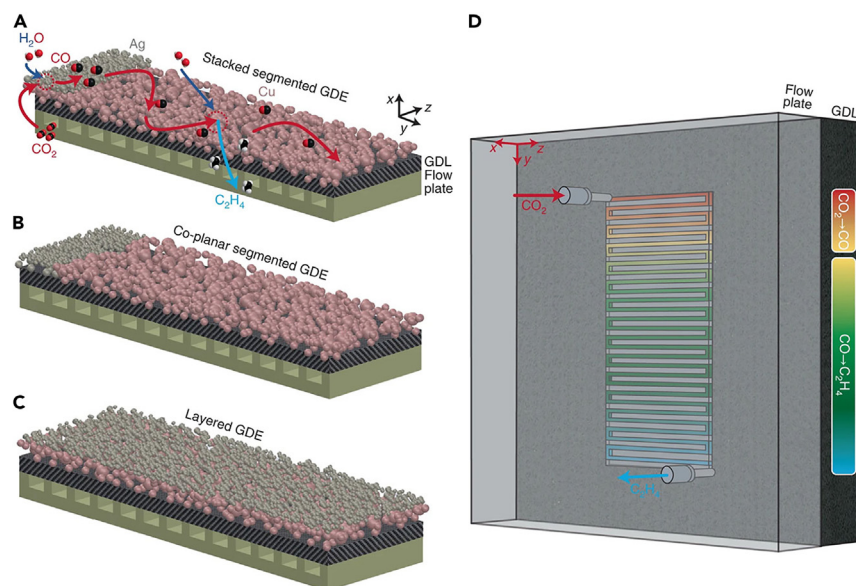 A
H₂O
CO
Ag
Stacked segmented GDE
Cu
x
z
y
CO₂
GDL
Flow
plate
C₂H₄
B
Co-planar segmented GDE
C
Layered GDE
D
Flow
plate
GDL
x
z
y
CO₂
CO₂→CO
CO→C₂H₄
C₂H₄